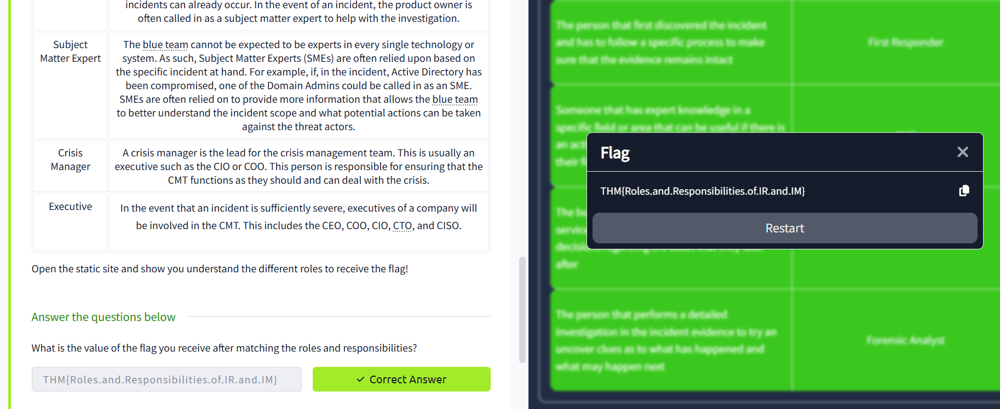 incidents can already occur. In the event of an incident, the product owner is
often called in as a subject matter expert to help with the investigation.
Subject
Matter Expert
The blue team cannot be expected to be experts in every single technology or
system. As such, Subject Matter Experts (SMEs) are often relied upon based on
the specific incident at hand. For example, if, in the incident, Active Directory has
been compromised, one of the Domain Admins could be called in as an SME.
SMEs are often relied on to provide more information that allows the blue team
to better understand the incident scope and what potential actions can be taken
against the threat actors.
Crisis
Manager
A crisis manager is the lead for the crisis management team. This is usually an
executive such as the CIO or COO. This person is responsible for ensuring that the
CMT functions as they should and can deal with the crisis.
Executive
In the event that an incident is sufficiently severe, executives of a company will
be involved in the CMT. This includes the CEO, COO, CIO, CTO, and CISO.
Open the static site and show you understand the different roles to receive the flag!
Answer the questions below
What is the value of the flag you receive after matching the roles and responsibilities?
THM{Roles.and.Responsibilities.of.IR.and.IM}
✓ Correct Answer
The person that first discovered the incident
and has to follow a specific process to make
sure that the evidence remains intact
First Responder
Someone that has expert knowledge in a
specific field or area that can be useful if there is
an
their
Flag
THM{Roles.and.Responsibilities.of.IR.and.IM}
Restart
The
service
after
The person that performs a detailed
investigation in the incident evidence to try an
uncover clues as to what has happened and
what may happen next
Forensic Analyst